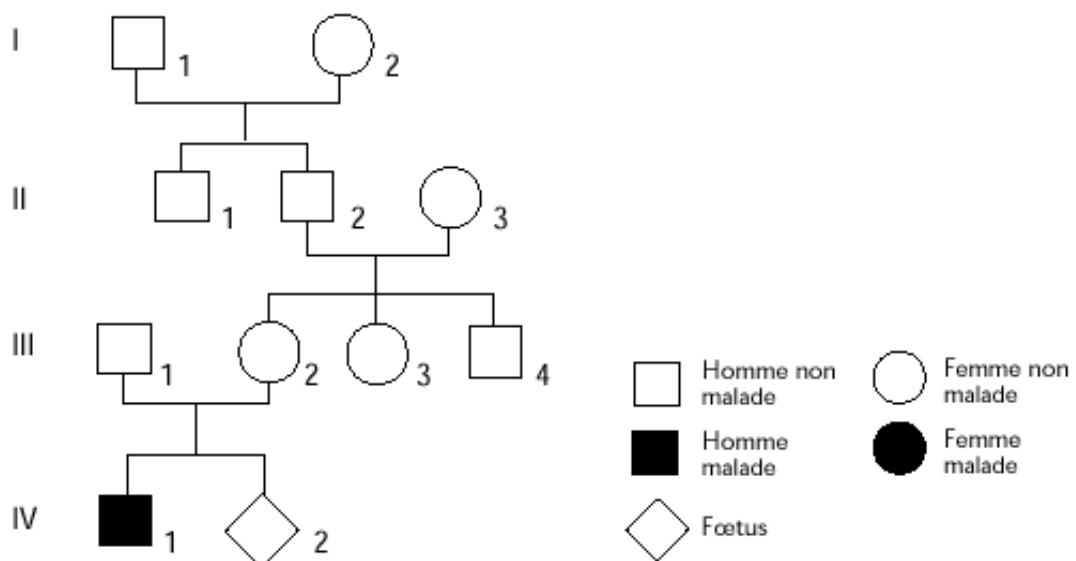 I
1
2
II
1
2
3
III
1
2
3
4
Homme non
malade
Femme non
malade
Homme
malade
Femme
malade
IV
1
2
Fœtus